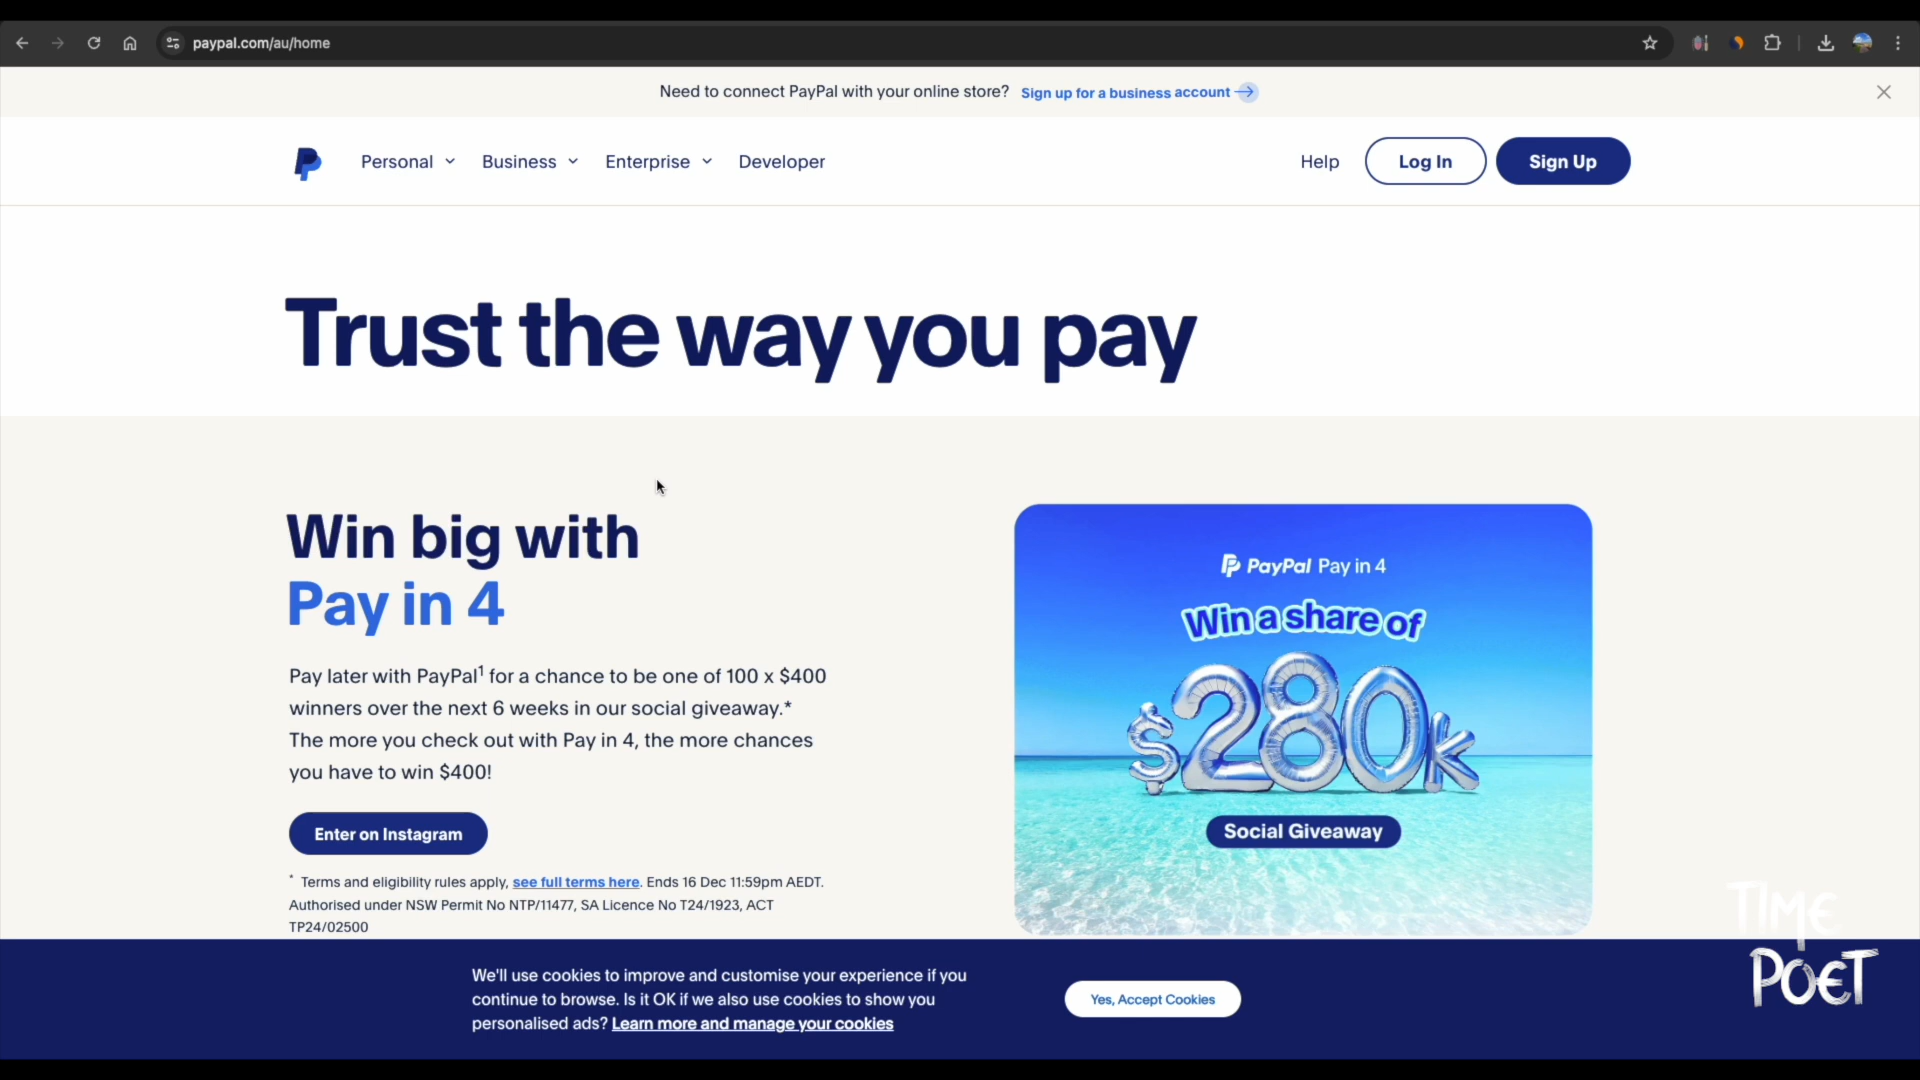 paypal.com/au/home
Need to connect PayPal with your online store? Sign up for a business account
Personal Business Enterprise Developer Help Log In Sign Up
Trust the way you pay
Win big with
Pay in 4
Pay later with PayPal¹ for a chance to be one of 100 x $400
winners over the next 6 weeks in our social giveaway.*
The more you check out with Pay in 4, the more chances
you have to win $400!
Enter on Instagram
* Terms and eligibility rules apply, see full terms here. Ends 16 Dec 11:59pm AEDT.
Authorised under NSW Permit No NTP/11477, SA Licence No T24/1923, ACT
TP24/02500
PayPal Pay in 4
Win a share of
$280k
Social Giveaway
We'll use cookies to improve and customise your experience if you
continue to browse. Is it OK if we also use cookies to show you
personalised ads? Learn more and manage your cookies
Yes, Accept Cookies
TIME
POET